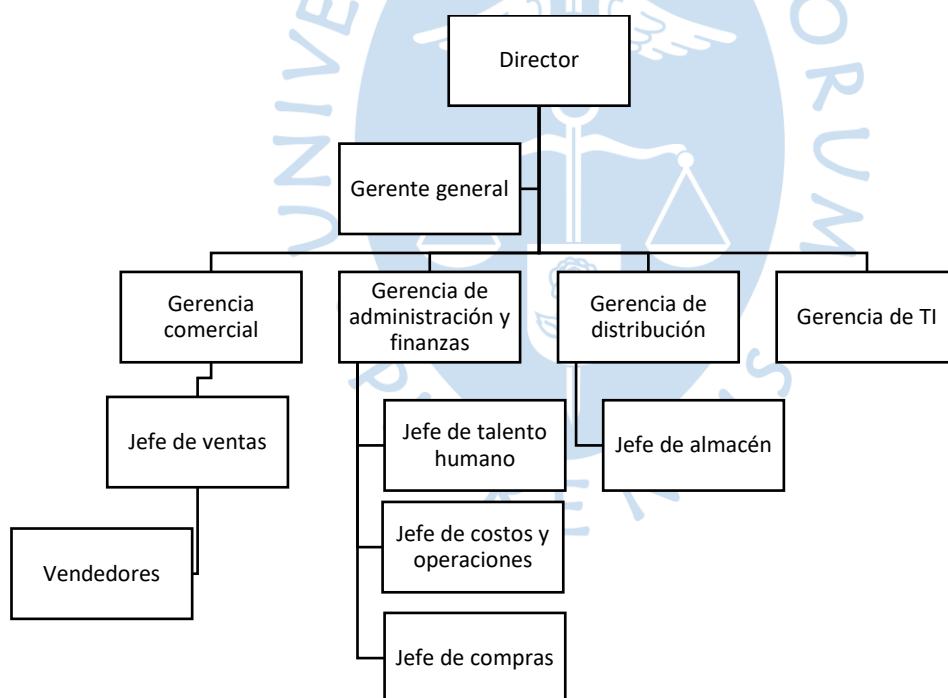 Director
Gerente general
Gerencia
comercial
Gerencia de
administración y
finanzas
Gerencia de
distribución
Gerencia de TI
Jefe de ventas
Jefe de talento
humano
Jefe de almacén
Jefe de costos y
operaciones
Vendedores
Jefe de compras